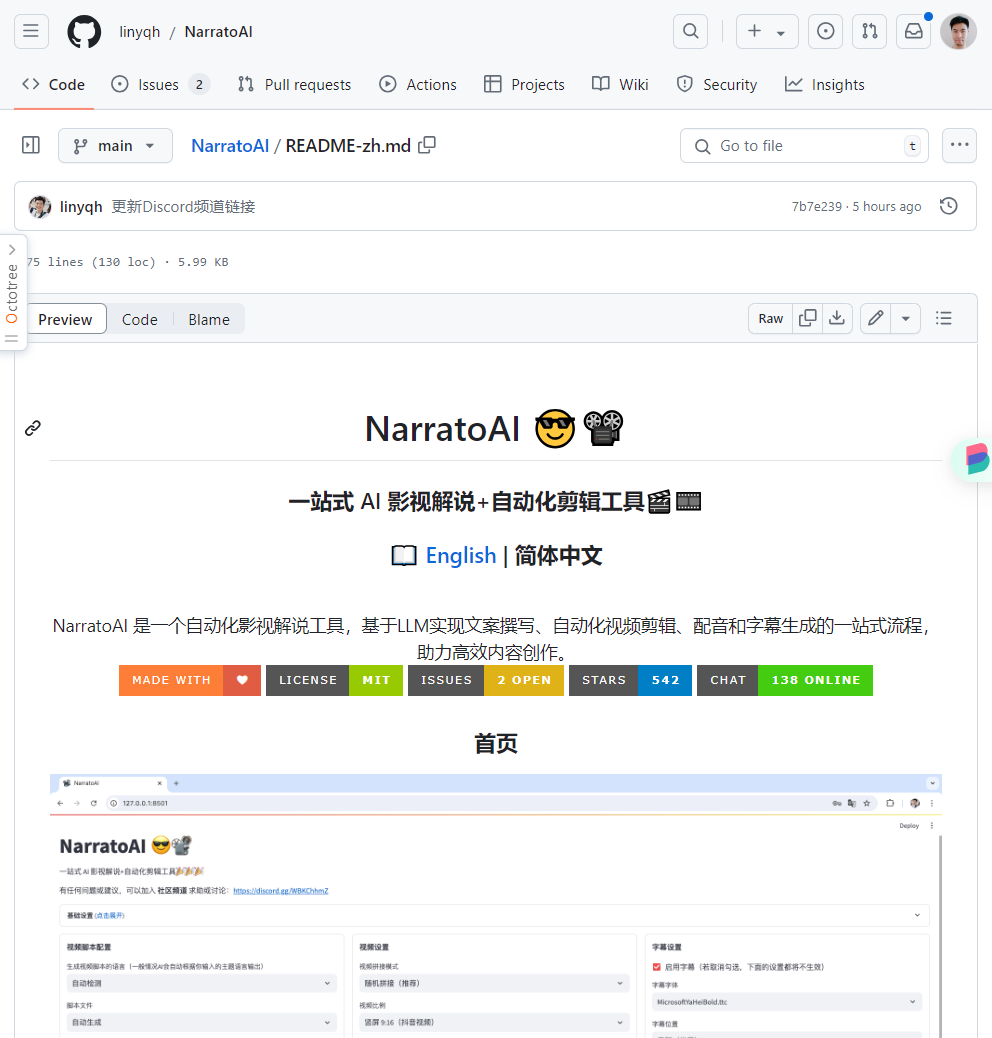 linyqh / NarratoAI
Code Issues 2 Pull requests Actions Projects Wiki Security Insights
main NarratoAI / README-zh.md Go to file t
linyqh 更新Discord频道链接 7b7e239 · 5 hours ago
75 lines (130 loc) · 5.99 KB
Octotree
Preview Code Blame Raw
NarratoAI 😎📽️
一站式 AI 影视解说+自动化剪辑工具🎬🎞️
📖 English | 简体中文
NarratoAI 是一个自动化影视解说工具，基于LLM实现文案撰写、自动化视频剪辑、配音和字幕生成的一站式流程，
助力高效内容创作。
MADE WITH ♥ LICENSE MIT ISSUES 2 OPEN STARS 542 CHAT 138 ONLINE
首页
NarratoAI
127.0.0.1:8501
Deploy
NarratoAI 😎📽️
一站式 AI 影视解说+自动化剪辑工具🎉🎉🎉
有任何问题或建议，可以加入 社区频道 求助或讨论：https://discord.gg/WBKChhmZ
基础设置 (点击展开)
视频脚本配置 视频设置 字幕设置
生成视频脚本的语言（一般情况AI会自动根据你输入的主题语言输出） 视频拼接模式 启用字幕（若取消勾选，下面的设置都将不生效）
自动检测 随机拼接（推荐） 字幕字体
MicrosoftYaHeiBold.ttc
脚本文件 视频比例
自动生成 竖屏 9:16（抖音视频） 字幕位置